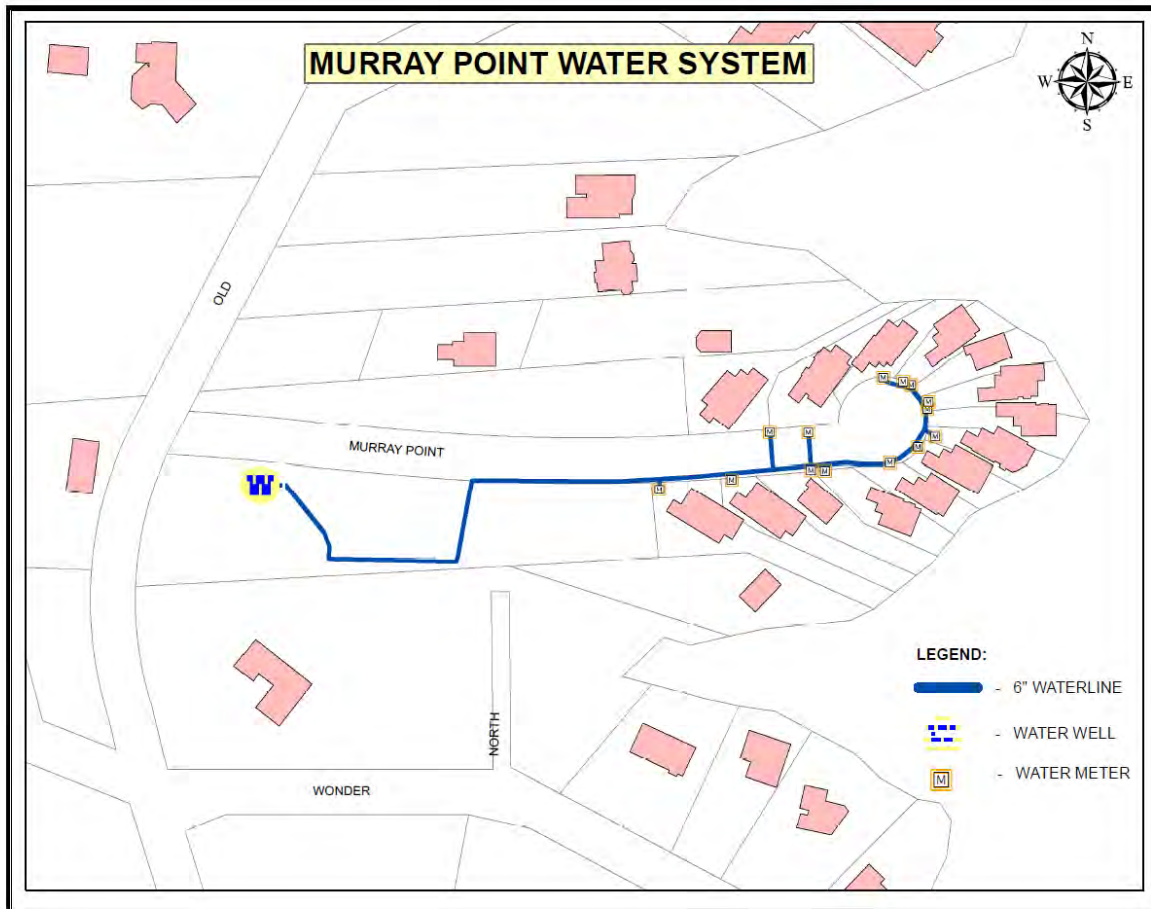 MURRAY POINT WATER SYSTEM
N
W E
S
OLD
MURRAY POINT
W
M M M
M
M
M M M
M
M
M M
M
M
NORTH
WONDER
LEGEND:
- 6" WATERLINE
- WATER WELL
M - WATER METER